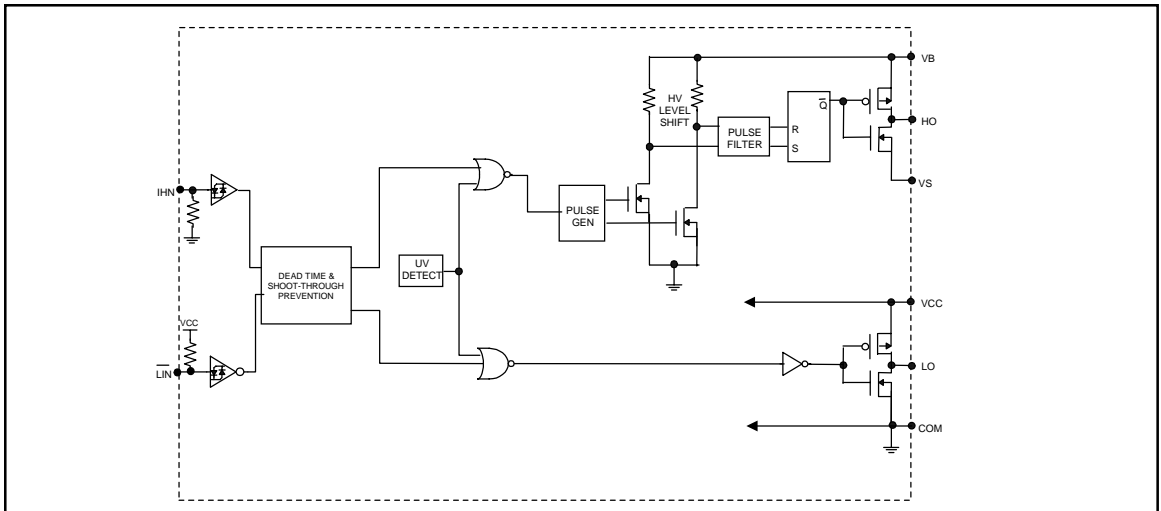 VB
HV
LEVEL
SHIFT
Q
R
S
PULSE
FILTER
HO
VS
IHN
PULSE
GEN
UV
DETECT
DEAD TIME &
SHOOT-THROUGH
PREVENTION
VCC
VCC
LIN
LO
COM